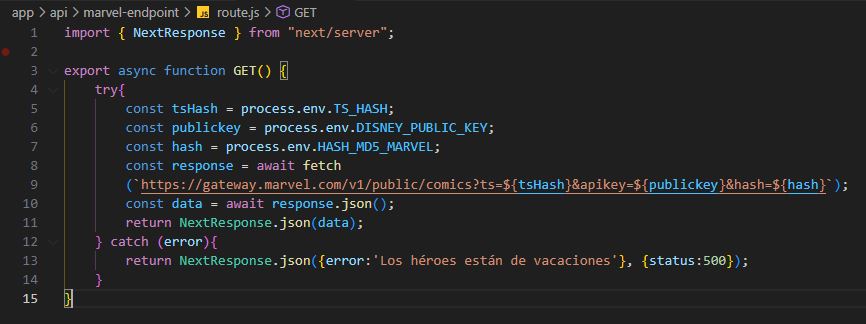 app > api > marvel-endpoint > JS route.js > GET
1 import { NextResponse } from "next/server";
2
3 export async function GET() {
4 try{
5 const tsHash = process.env.TS_HASH;
6 const publickey = process.env.DISNEY_PUBLIC_KEY;
7 const hash = process.env.HASH_MD5_MARVEL;
8 const response = await fetch
9 (`https://gateway.marvel.com/v1/public/comics?ts=${tsHash}&apikey=${publickey}&hash=${hash}`);
10 const data = await response.json();
11 return NextResponse.json(data);
12 } catch (error){
13 return NextResponse.json({error:'Los héroes están de vacaciones'}, {status:500});
14 }
15 }